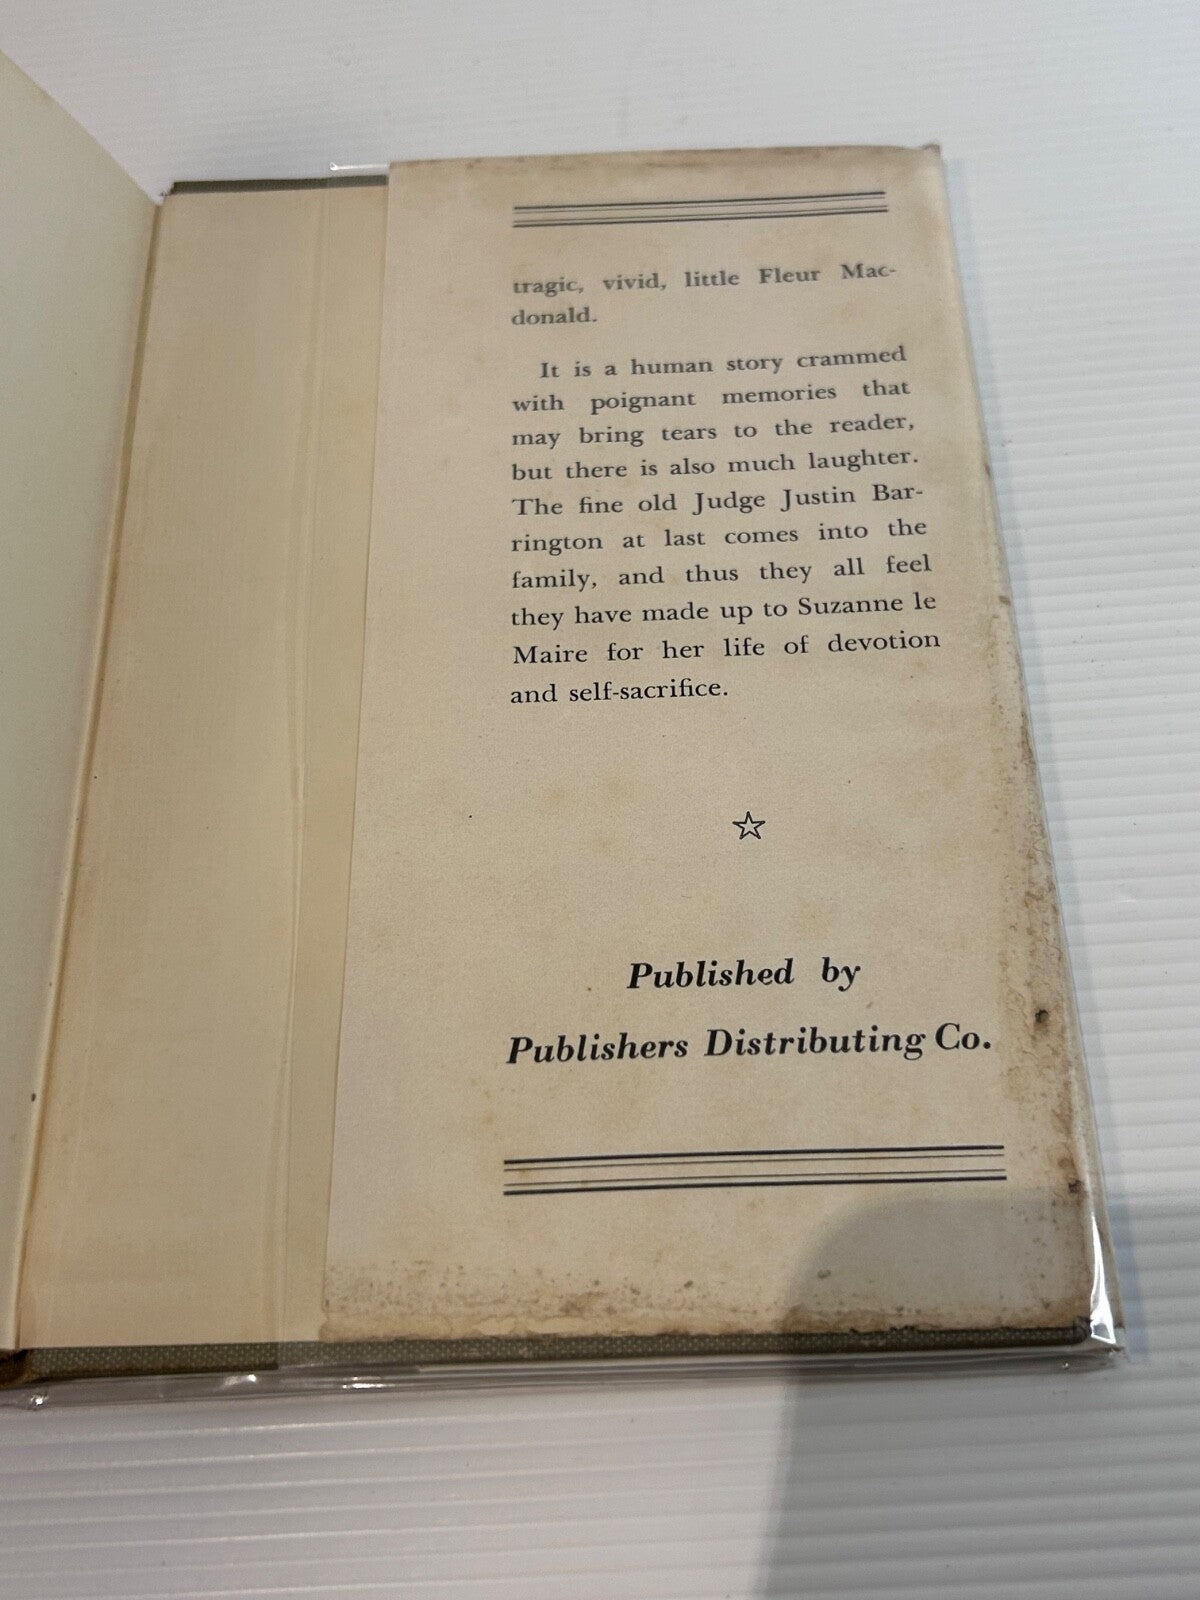 tragic, vivid, little Fleur Mac-
donald.
It is a human story crammed
with poignant memories that
may bring tears to the reader,
but there is also much laughter.
The fine old Judge Justin Bar-
rington at last comes into the
family, and thus they all feel
they have made up to Suzanne le
Maire for her life of devotion
and self-sacrifice.
Published by
Publishers Distributing Co.